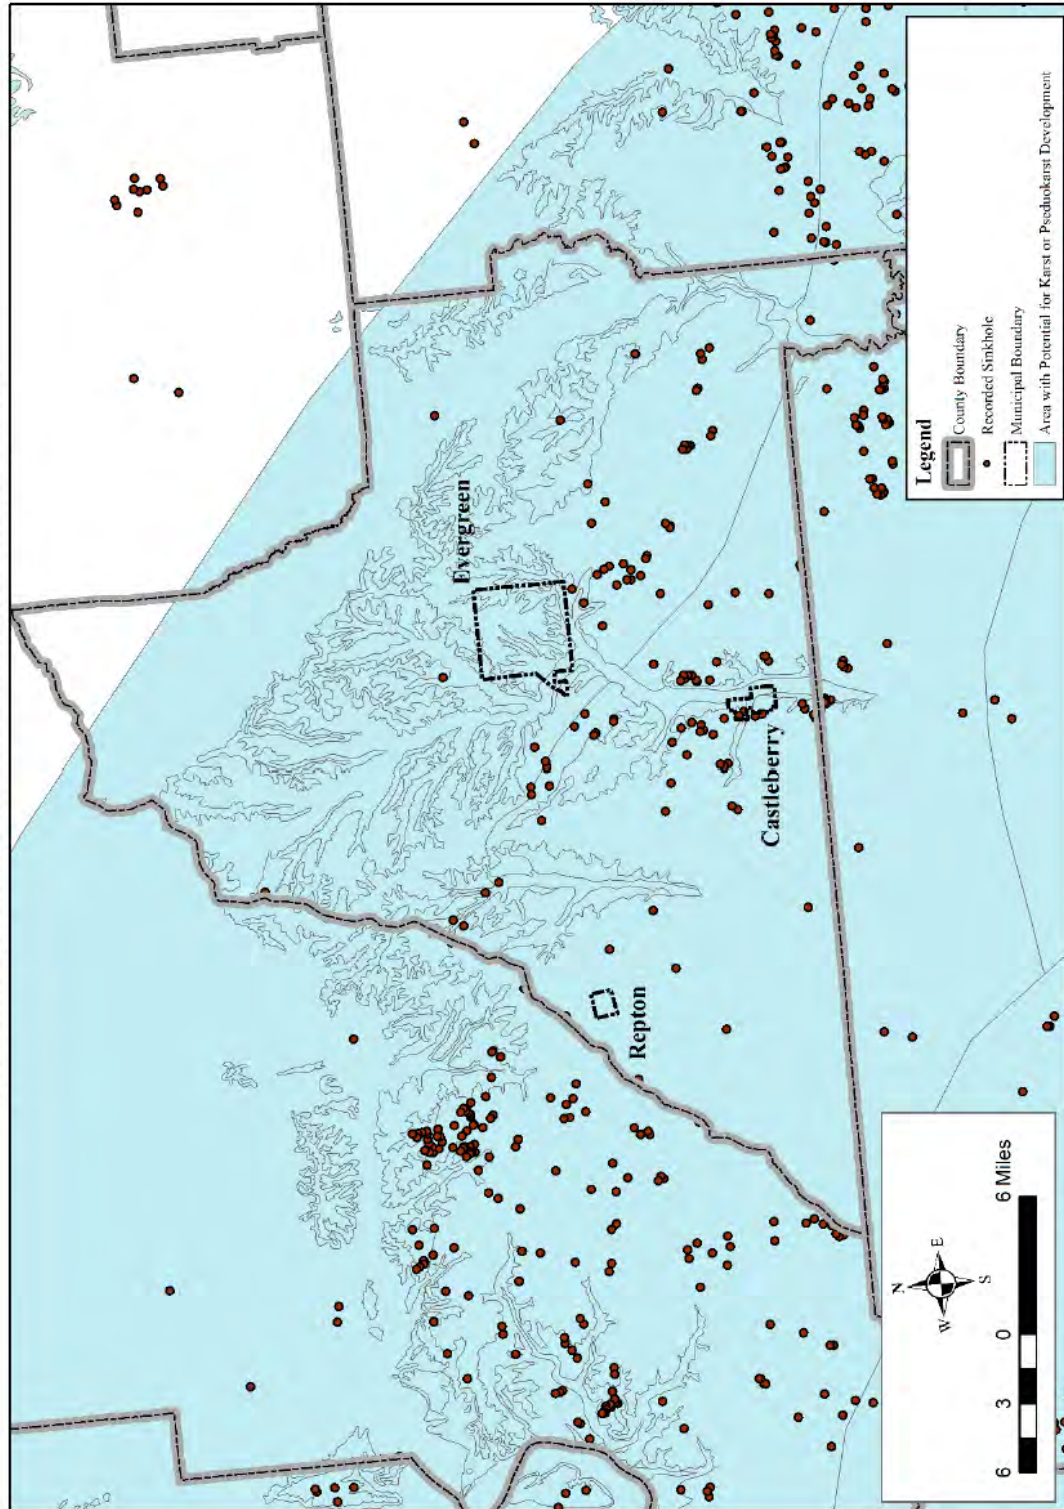 Evergreen
Castleberry
Repton
Legend
County Boundary
Recorded Sinkhole
Municipal Boundary
Area with Potential for Karst or Pseduokarst Development
N
W
E
S
6 3 0 6 Miles